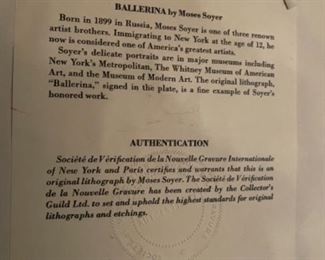 BALLERINA by Moses Soyer
Born in 1899 in Russia, Moses Soyer is one of three renown
artist brothers. Immigrating to New York at the age of 12, he
now is considered one of America's greatest artists.
Soyer's delicate portraits are in major museums including
New York's Metropolitan, The Whitney Museum of American
Art, and the Museum of Modern Art. The original lithograph,
"Ballerina," signed in the plate, is a fine example of Soyer's
honored work.
AUTHENTICATION
Société de Vérification de la Nouvelle Gravure Internationale
of New York and Paris certifies and warrants that this is an
original lithograph by Moses Soyer. The Société de Vérification
de la Nouvelle Gravure has been created by the Collector's
Guild Ltd. to set and uphold the highest standards for original
lithographs and etchings.